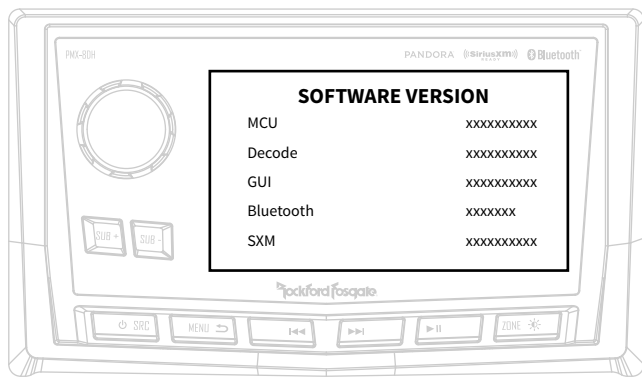 PMX-8DH
PANDORA ((SiriusXM)) READY Bluetooth
SOFTWARE VERSION
MCU xxxxxxxxxx
Decode xxxxxxxxxx
GUI xxxxxxxxxx
Bluetooth xxxxxxx
SXM xxxxxxxxxx
SUB + SUB -
Rockford Fosgate
SRC MENU ZONE